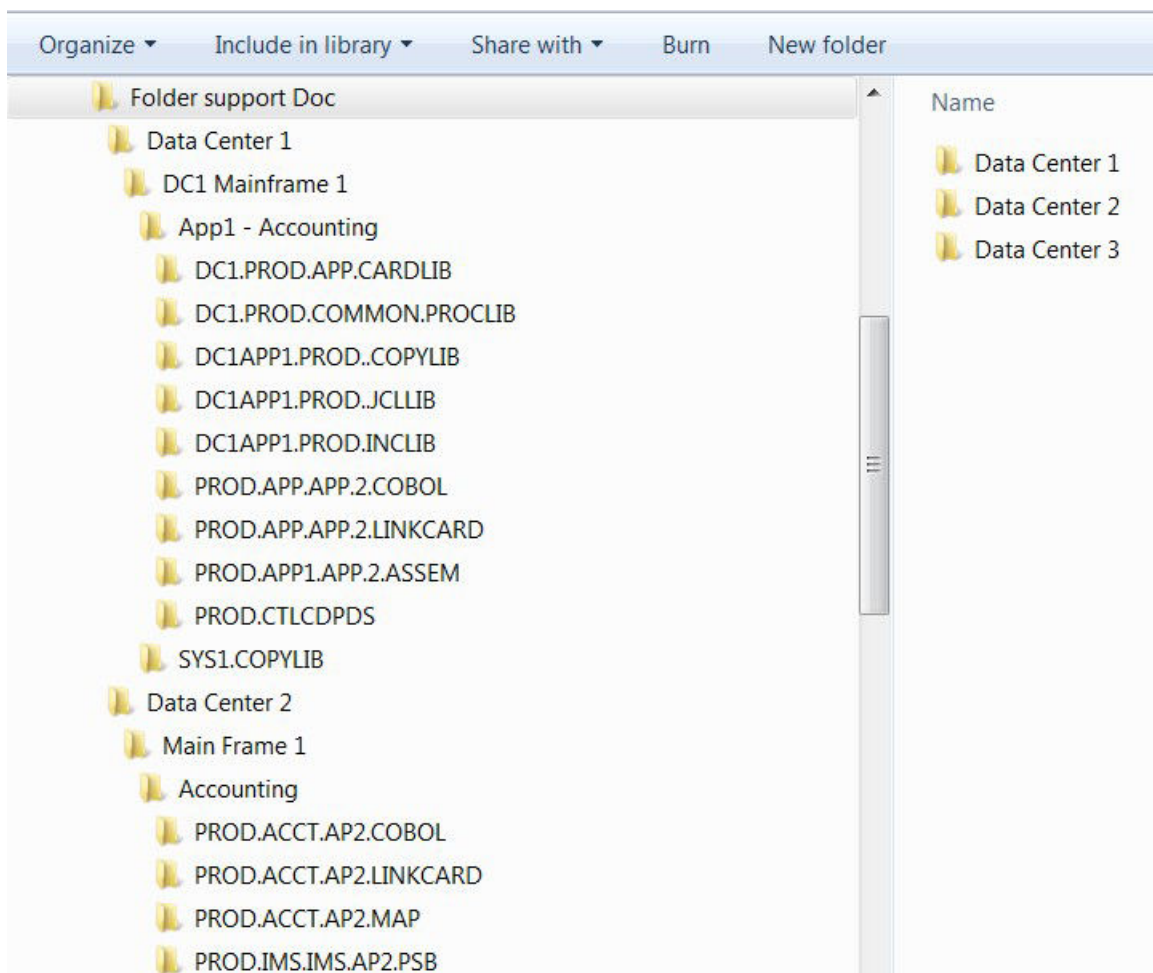 Organize Include in library Share with Burn New folder
Folder support Doc
Data Center 1
DC1 Mainframe 1
App1 - Accounting
DC1.PROD.APP.CARDLIB
DC1.PROD.COMMON.PROCLIB
DC1APP1.PROD..COPYLIB
DC1APP1.PROD..JCLLIB
DC1APP1.PROD.INCLIB
PROD.APP.APP.2.COBOL
PROD.APP.APP.2.LINKCARD
PROD.APP1.APP.2.ASSEM
PROD.CTLCDPDS
SYS1.COPYLIB
Data Center 2
Main Frame 1
Accounting
PROD.ACCT.AP2.COBOL
PROD.ACCT.AP2.LINKCARD
PROD.ACCT.AP2.MAP
PROD.IMS.IMS.AP2.PSB
Name
Data Center 1
Data Center 2
Data Center 3